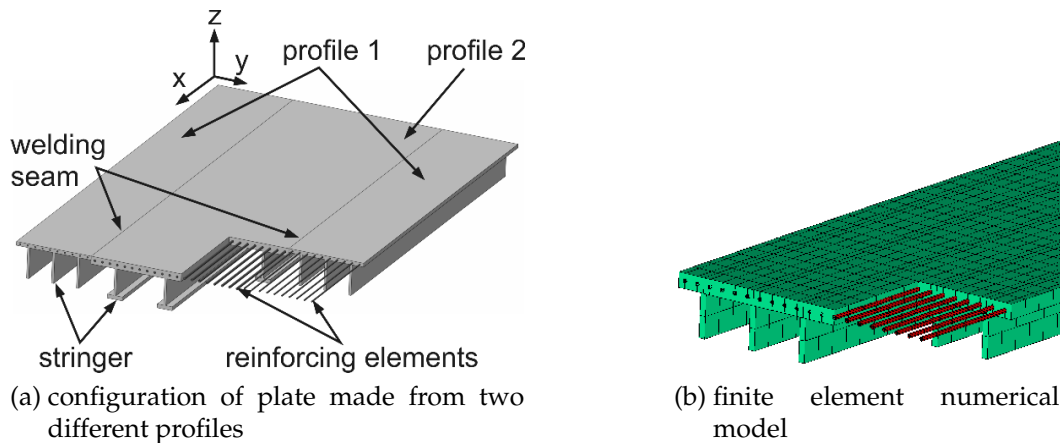 z
y
x
profile 1
profile 2
welding
seam
stringer
reinforcing elements
(a) configuration of plate made from two
different profiles
(b) finite element numerical
model